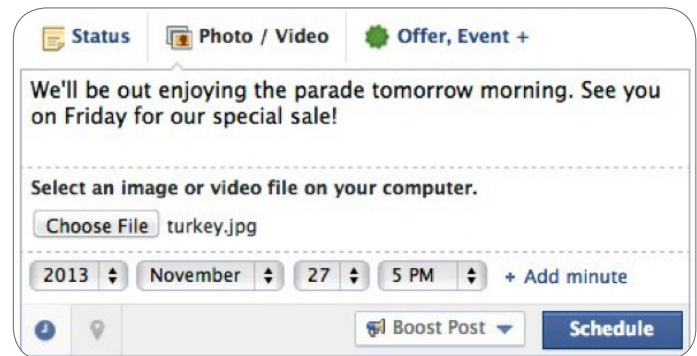 Status Photo / Video Offer, Event +
We'll be out enjoying the parade tomorrow morning. See you
on Friday for our special sale!
Select an image or video file on your computer.
Choose File turkey.jpg
2013 November 27 5 PM + Add minute
Boost Post Schedule